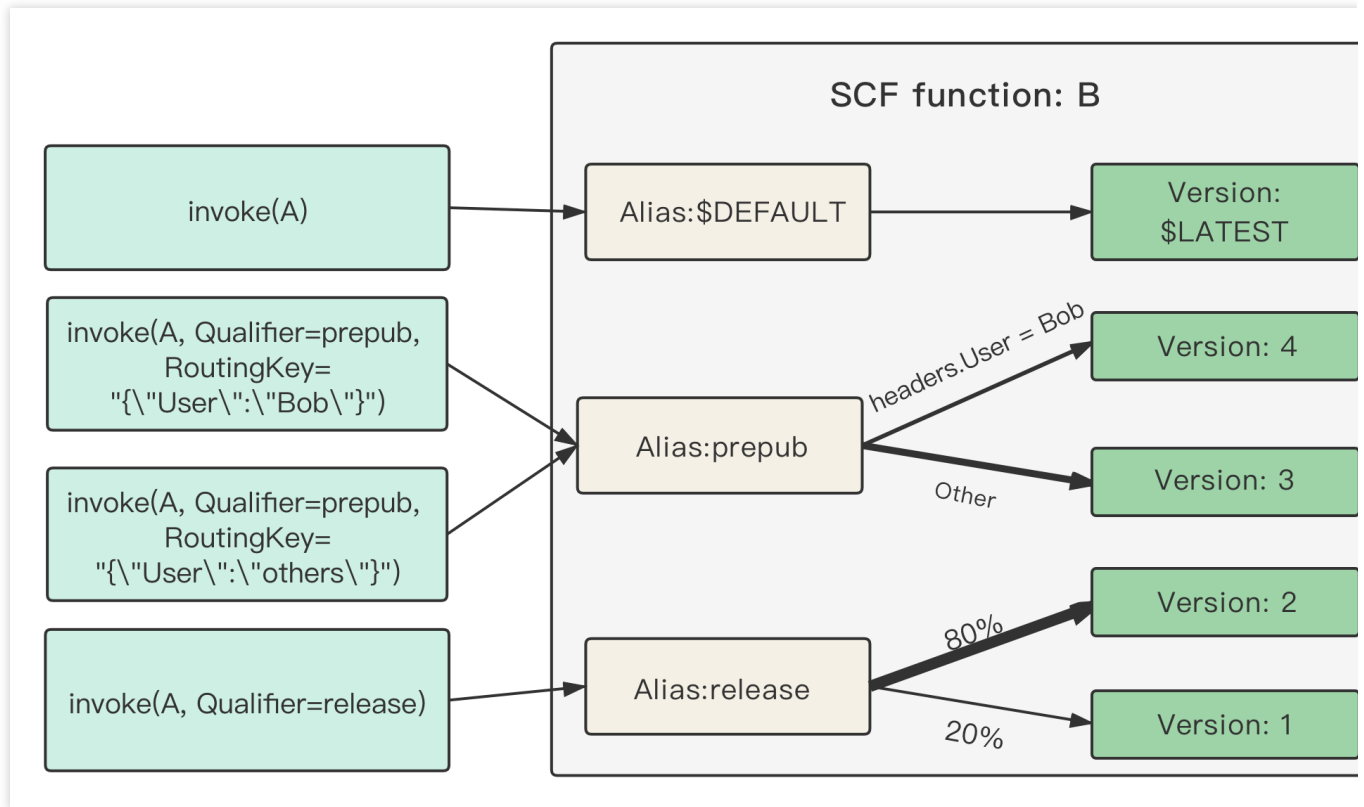 SCF function: B
invoke(A)
Alias:$DEFAULT
Version:
$LATEST
invoke(A, Qualifier=prepub,
RoutingKey=
"{\"User\":\"Bob\"}")
headers.User = Bob
Version: 4
Alias:prepub
Other
Version: 3
invoke(A, Qualifier=prepub,
RoutingKey=
"{\"User\":\"others\"}")
invoke(A, Qualifier=release)
Alias:release
80%
Version: 2
20%
Version: 1